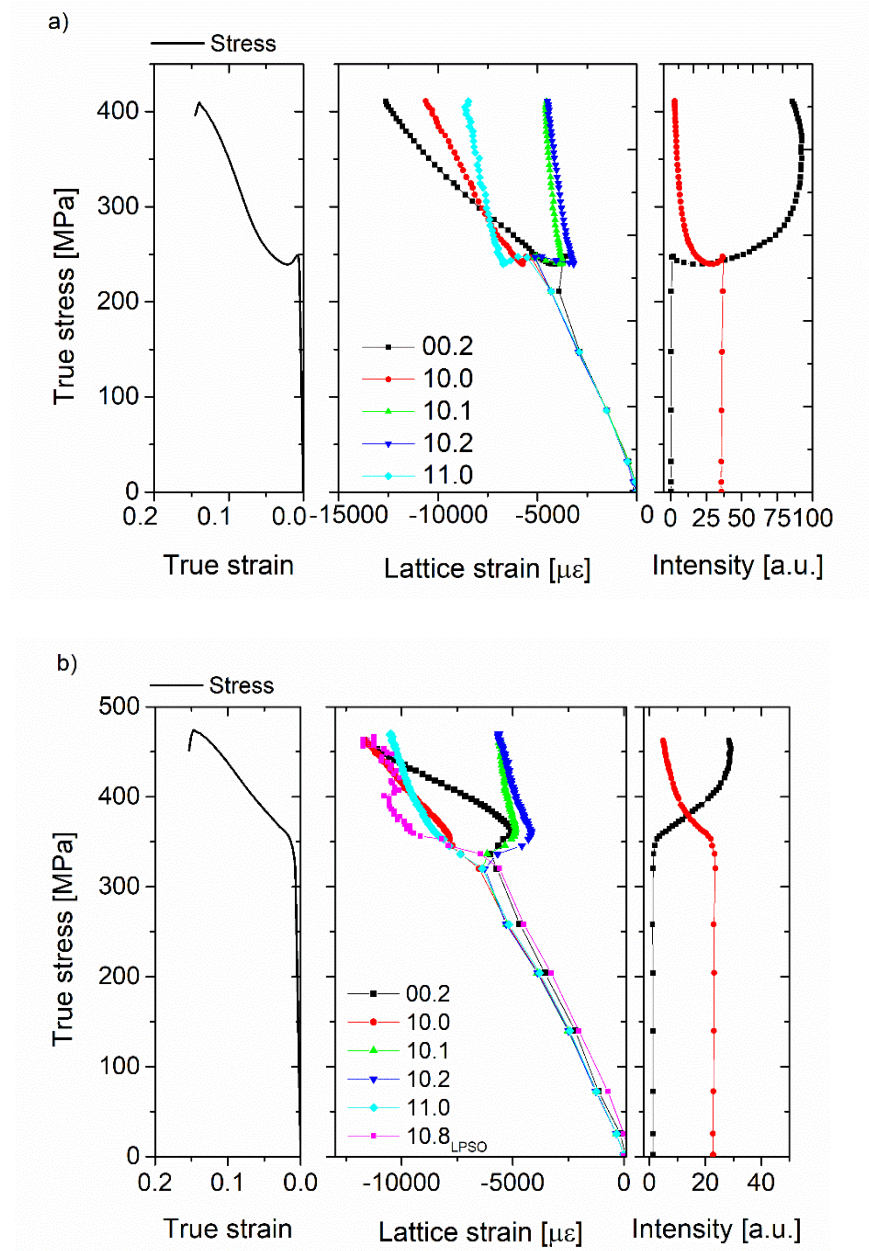 a)
Stress
True stress [MPa]
400
300
200
100
0
00.2
10.0
10.1
10.2
11.0
0.2 0.1 0.0
-15000 -10000 -5000 0
25 50 75 100
True strain
Lattice strain [με]
Intensity [a.u.]
b)
Stress
True stress [MPa]
500
400
300
200
100
0
00.2
10.0
10.1
10.2
11.0
10.8LPSO
0.2 0.1 0.0
-10000 -5000 0
0 20 40
True strain
Lattice strain [με]
Intensity [a.u.]